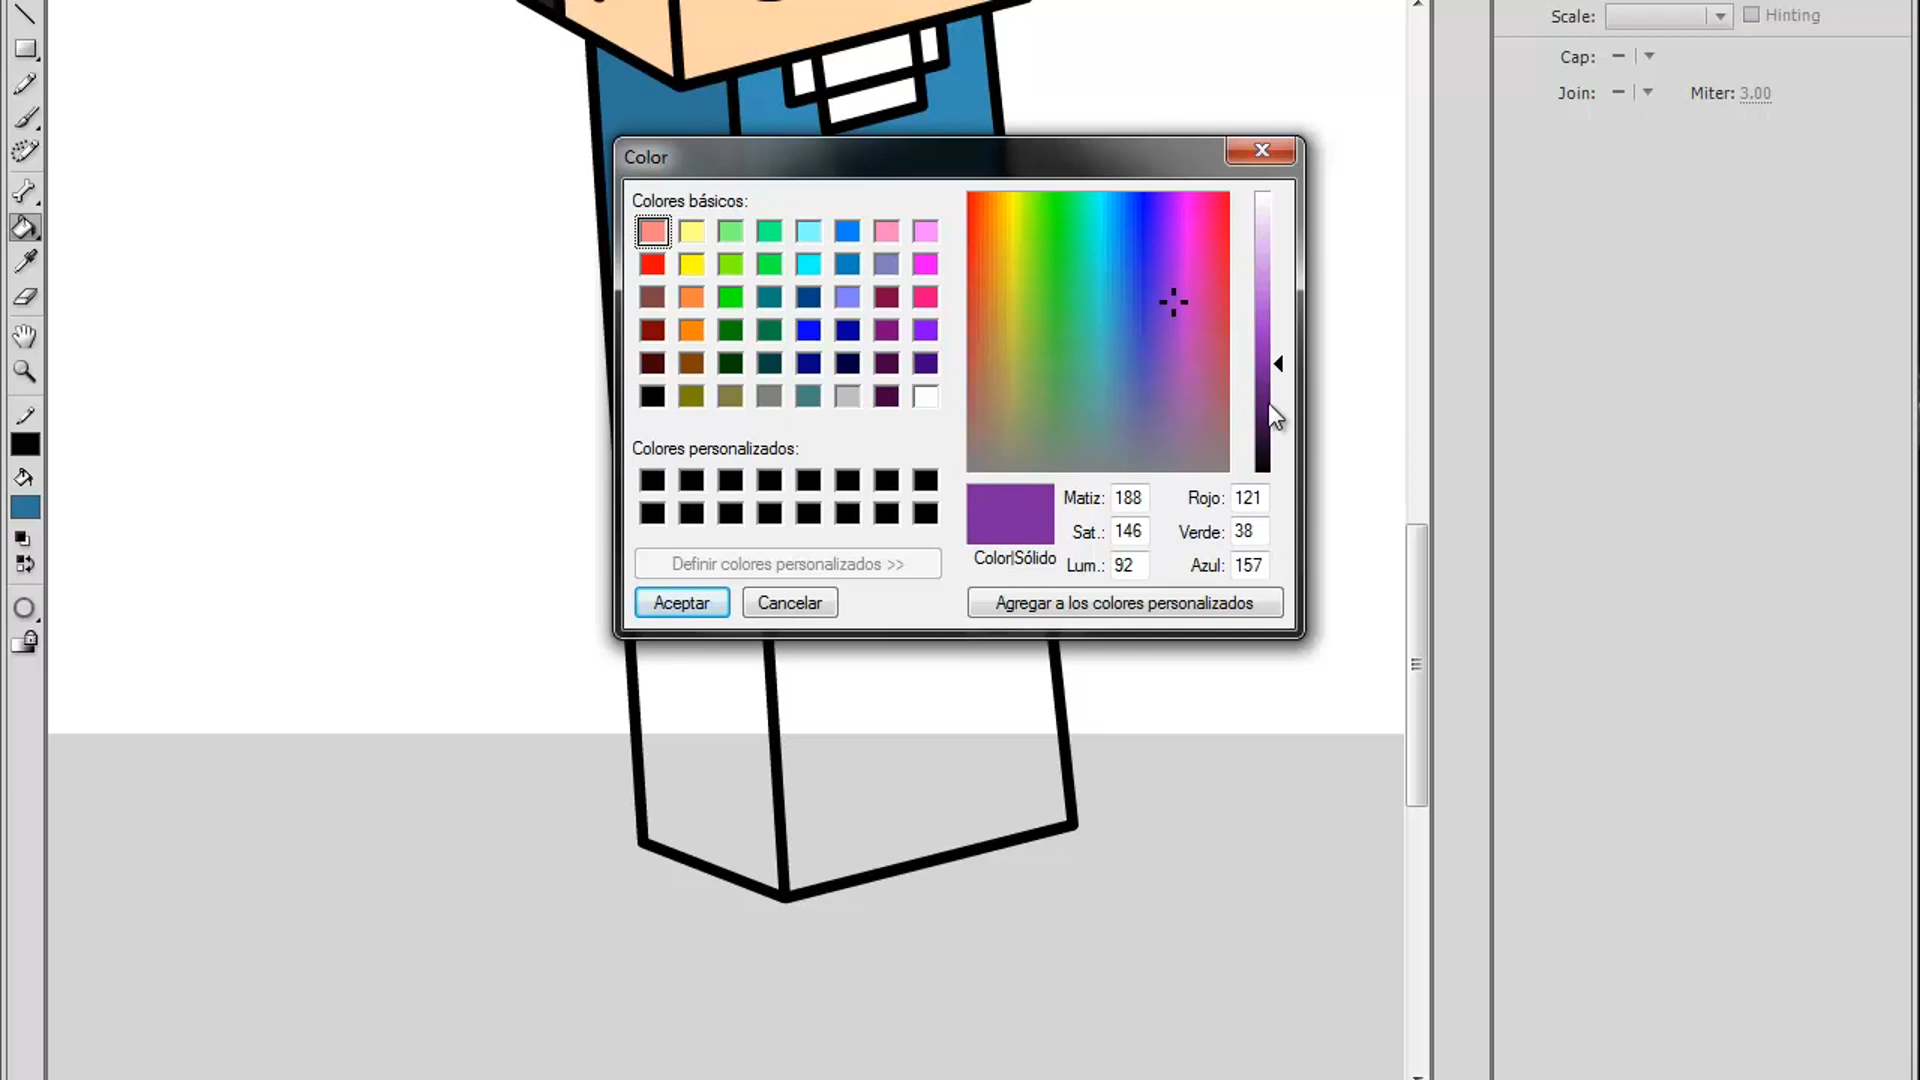 Scale:
Hinting
Cap:
Join:
Miter: 3.00
Color
Colores básicos:
Colores personalizados:
Definir colores personalizados >>
Aceptar
Cancelar
Color|Sólido
Matiz: 188
Rojo: 121
Sat.: 146
Verde: 38
Lum.: 92
Azul: 157
Agregar a los colores personalizados